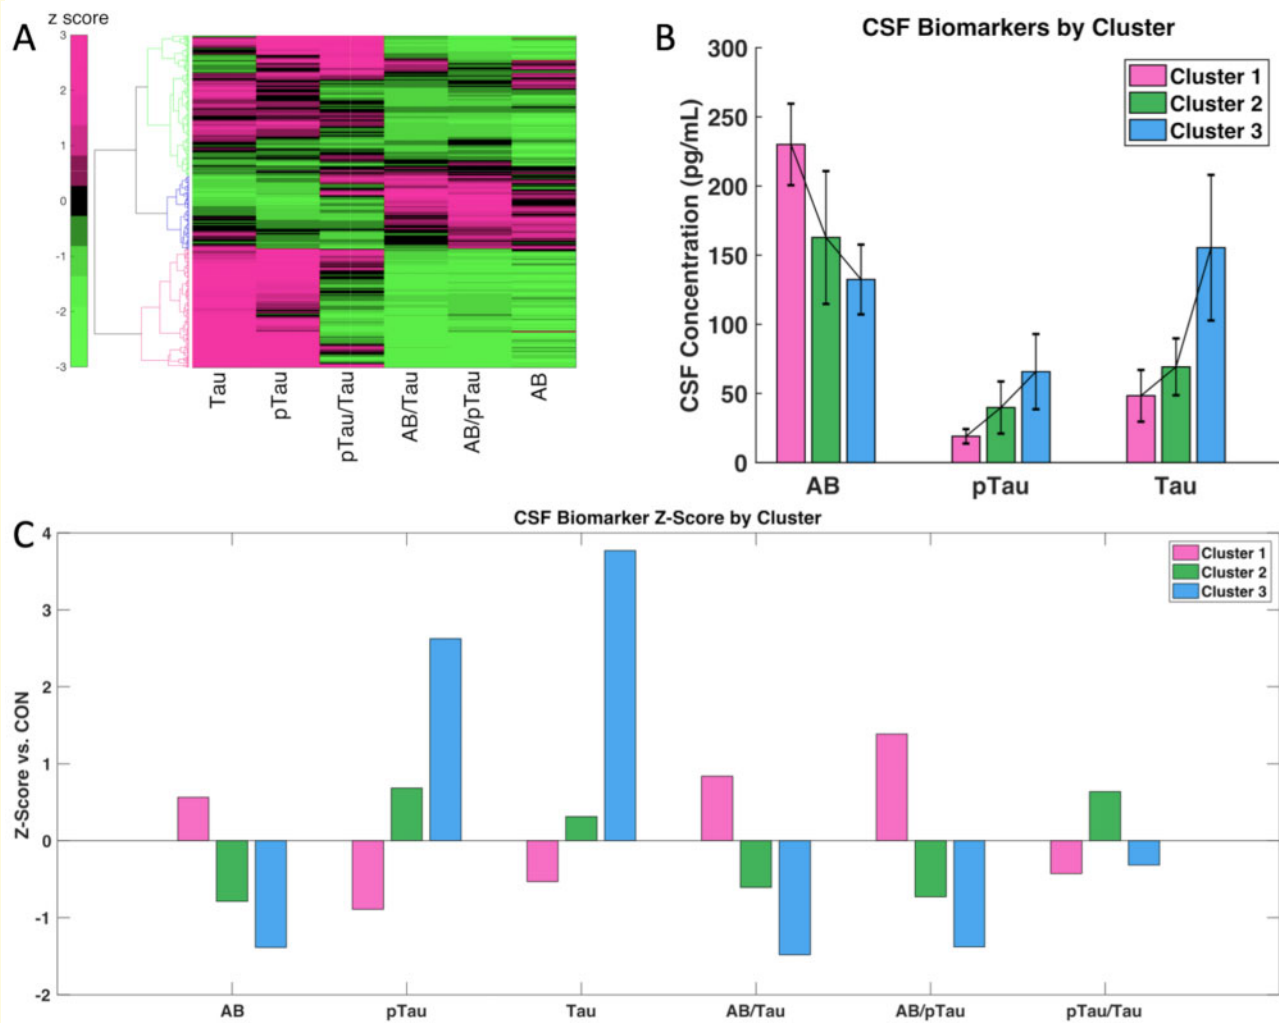 A
z score
3
2
1
0
-1
-2
-3
Tau
pTau
pTau/Tau
AB/Tau
AB/pTau
AB
B
CSF Biomarkers by Cluster
CSF Concentration (pg/mL)
300
250
200
150
100
50
0
Cluster 1
Cluster 2
Cluster 3
AB
pTau
Tau
C
CSF Biomarker Z-Score by Cluster
Z-Score vs. CON
4
3
2
1
0
-1
-2
Cluster 1
Cluster 2
Cluster 3
AB
pTau
Tau
AB/Tau
AB/pTau
pTau/Tau